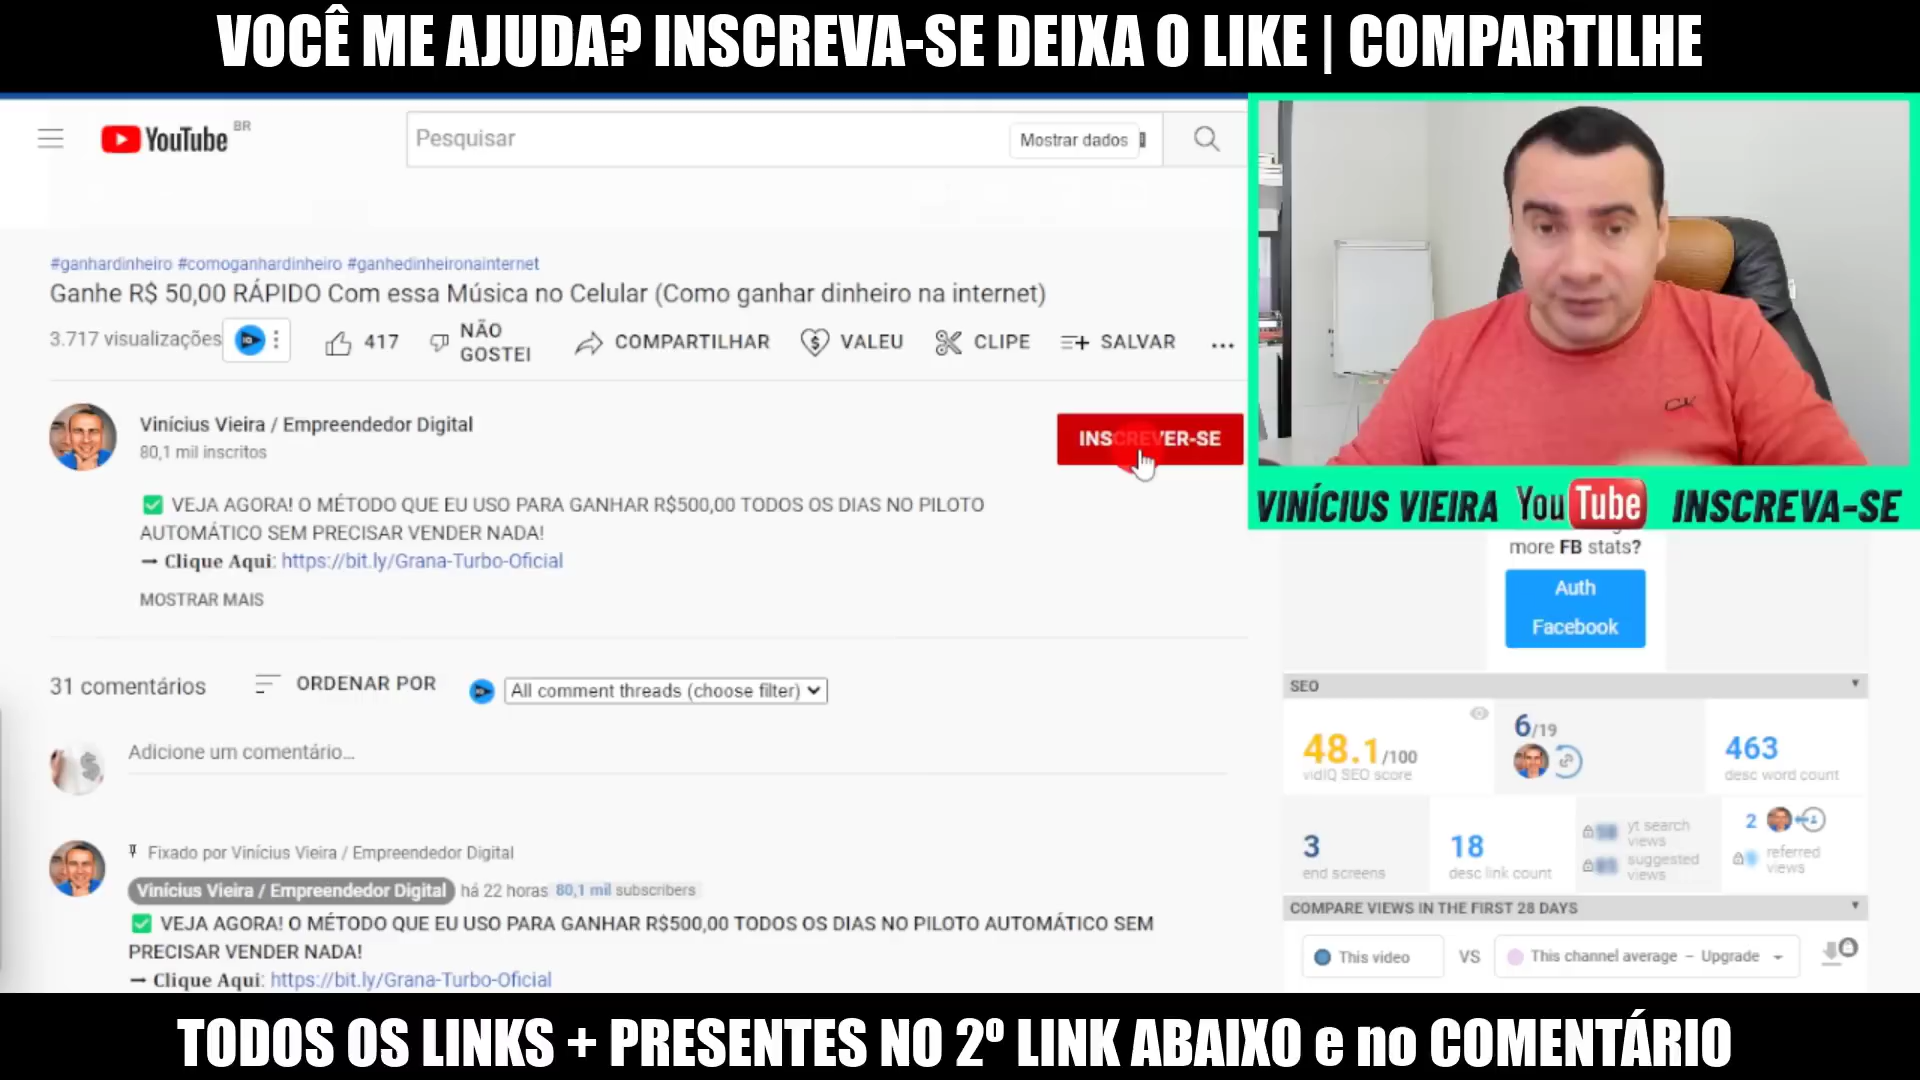 VOCÊ ME AJUDA? INSCREVA-SE DEIXA O LIKE | COMPARTILHE
YouTube BR
Pesquisar
Mostrar dados
#ganhardinheiro #comoganhardinheiro #ganhedinheironainternet
Ganhe R$ 50,00 RÁPIDO Com essa Música no Celular (Como ganhar dinheiro na internet)
3.717 visualizações
417
NÃO
GOSTEI
COMPARTILHAR
VALEU
CLIPE
SALVAR
Vinícius Vieira / Empreendedor Digital
80,1 mil inscritos
INSCREVER-SE
✅ VEJA AGORA! O MÉTODO QUE EU USO PARA GANHAR R$500,00 TODOS OS DIAS NO PILOTO
AUTOMÁTICO SEM PRECISAR VENDER NADA!
→ Clique Aqui: https://bit.ly/Grana-Turbo-Oficial
MOSTRAR MAIS
31 comentários
ORDENAR POR
All comment threads (choose filter)
Adicione um comentário...
Fixado por Vinícius Vieira / Empreendedor Digital
Vinícius Vieira / Empreendedor Digital há 22 horas 80,1 mil subscribers
✅ VEJA AGORA! O MÉTODO QUE EU USO PARA GANHAR R$500,00 TODOS OS DIAS NO PILOTO AUTOMÁTICO SEM
PRECISAR VENDER NADA!
→ Clique Aqui: https://bit.ly/Grana-Turbo-Oficial
CK
VINÍCIUS VIEIRA YouTube INSCREVA-SE
more FB stats?
Auth
Facebook
SEO
48.1/100
vidIQ SEO score
6/19
463
desc word count
3
end screens
18
desc link count
yt search
views
suggested
views
2
referred
views
COMPARE VIEWS IN THE FIRST 28 DAYS
This video
VS
This channel average – Upgrade
TODOS OS LINKS + PRESENTES NO 2º LINK ABAIXO e no COMENTÁRIO